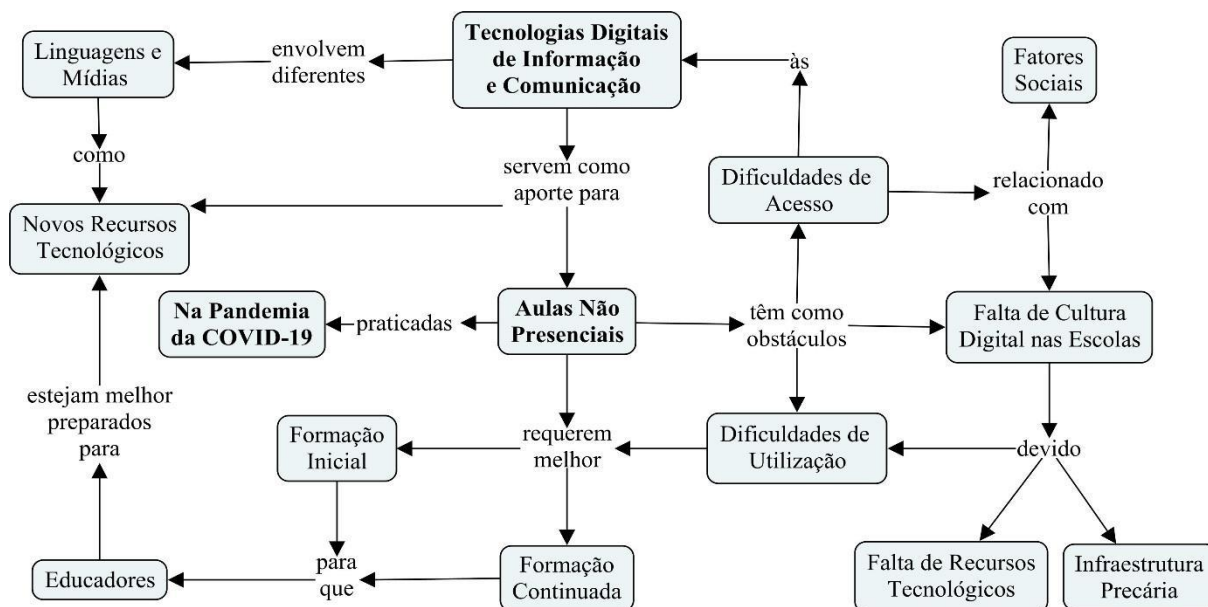 Tecnologias Digitais
de Informação
e Comunicação
Linguagens e
Mídias
envolvem
diferentes
às
Fatores
Sociais
como
servem como
aporte para
Dificuldades de
Acesso
relacionado
com
Novos Recursos
Tecnológicos
Na Pandemia
da COVID-19
praticadas
Aulas Não
Presenciais
têm como
obstáculos
Falta de Cultura
Digital nas Escolas
estejam melhor
preparados
para
Formação
Inicial
requerem
melhor
Dificuldades de
Utilização
devido
Educadores
para
que
Formação
Continuada
Falta de Recursos
Tecnológicos
Infraestrutura
Precária